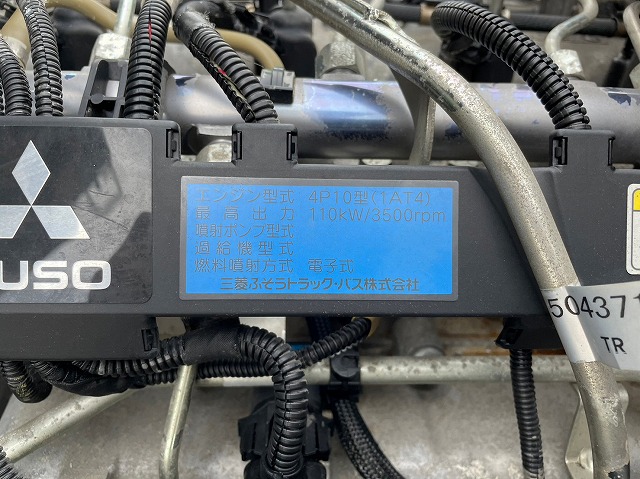 エンジン型式 4P10型(1AT4)
最高出力 110kW/3500rpm
噴射ポンプ型式
過給機型式
燃料噴射方式 電子式
三菱ふそうトラック・バス株式会社
USO
504371
TR